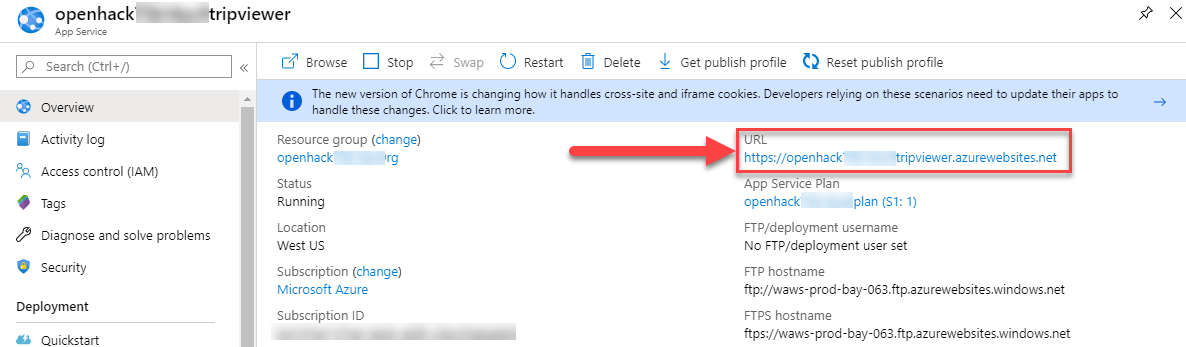 openhack tripviewer
App Service
Search (Ctrl+/)
«
Overview
Activity log
Access control (IAM)
Tags
Diagnose and solve problems
Security
Deployment
Quickstart
Browse
Stop
Swap
Restart
Delete
Get publish profile
Reset publish profile
The new version of Chrome is changing how it handles cross-site and iframe cookies. Developers relying on these scenarios need to update their apps to
handle these changes. Click to learn more.
Resource group (change)
openhack rg
Status
Running
Location
West US
Subscription (change)
Microsoft Azure
Subscription ID
URL
https://openhack tripviewer.azurewebsites.net
App Service Plan
openhack plan (S1: 1)
FTP/deployment username
No FTP/deployment user set
FTP hostname
ftp://waws-prod-bay-063.ftp.azurewebsites.windows.net
FTPS hostname
ftps://waws-prod-bay-063.ftp.azurewebsites.windows.net